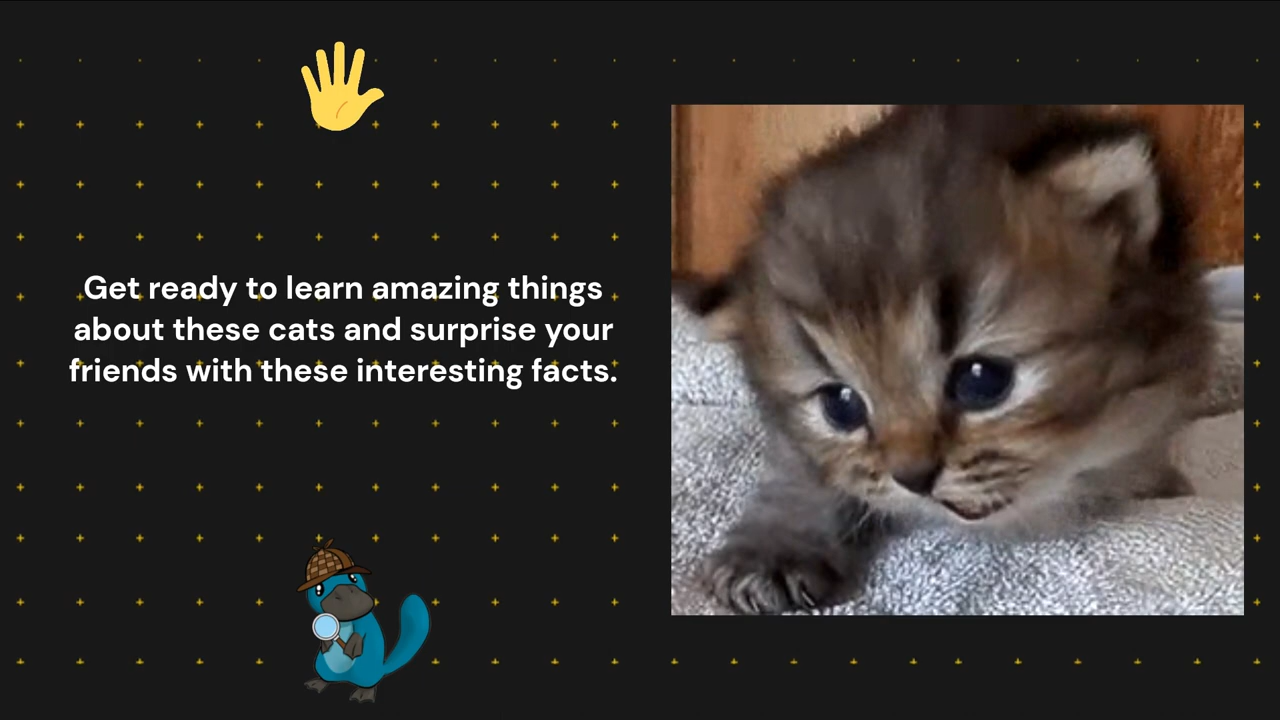 Get ready to learn amazing things
about these cats and surprise your
friends with these interesting facts.